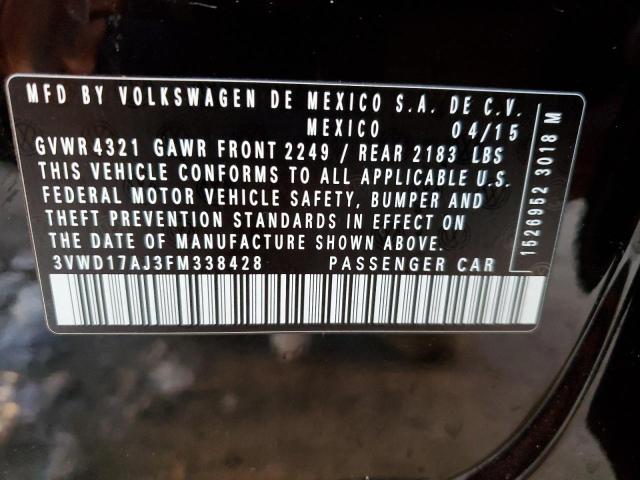 MFD BY VOLKSWAGEN DE MEXICO S.A. DE C.V.
MEXICO 04/15
GVWR 4321 GAWR FRONT 2249 / REAR 2183 LBS
THIS VEHICLE CONFORMS TO ALL APPLICABLE U.S.
FEDERAL MOTOR VEHICLE SAFETY, BUMPER AND
THEFT PREVENTION STANDARDS IN EFFECT ON
THE DATE OF MANUFACTURE SHOWN ABOVE.
3VWD17AJ3FM338428 PASSENGER CAR
1526952 3018 M